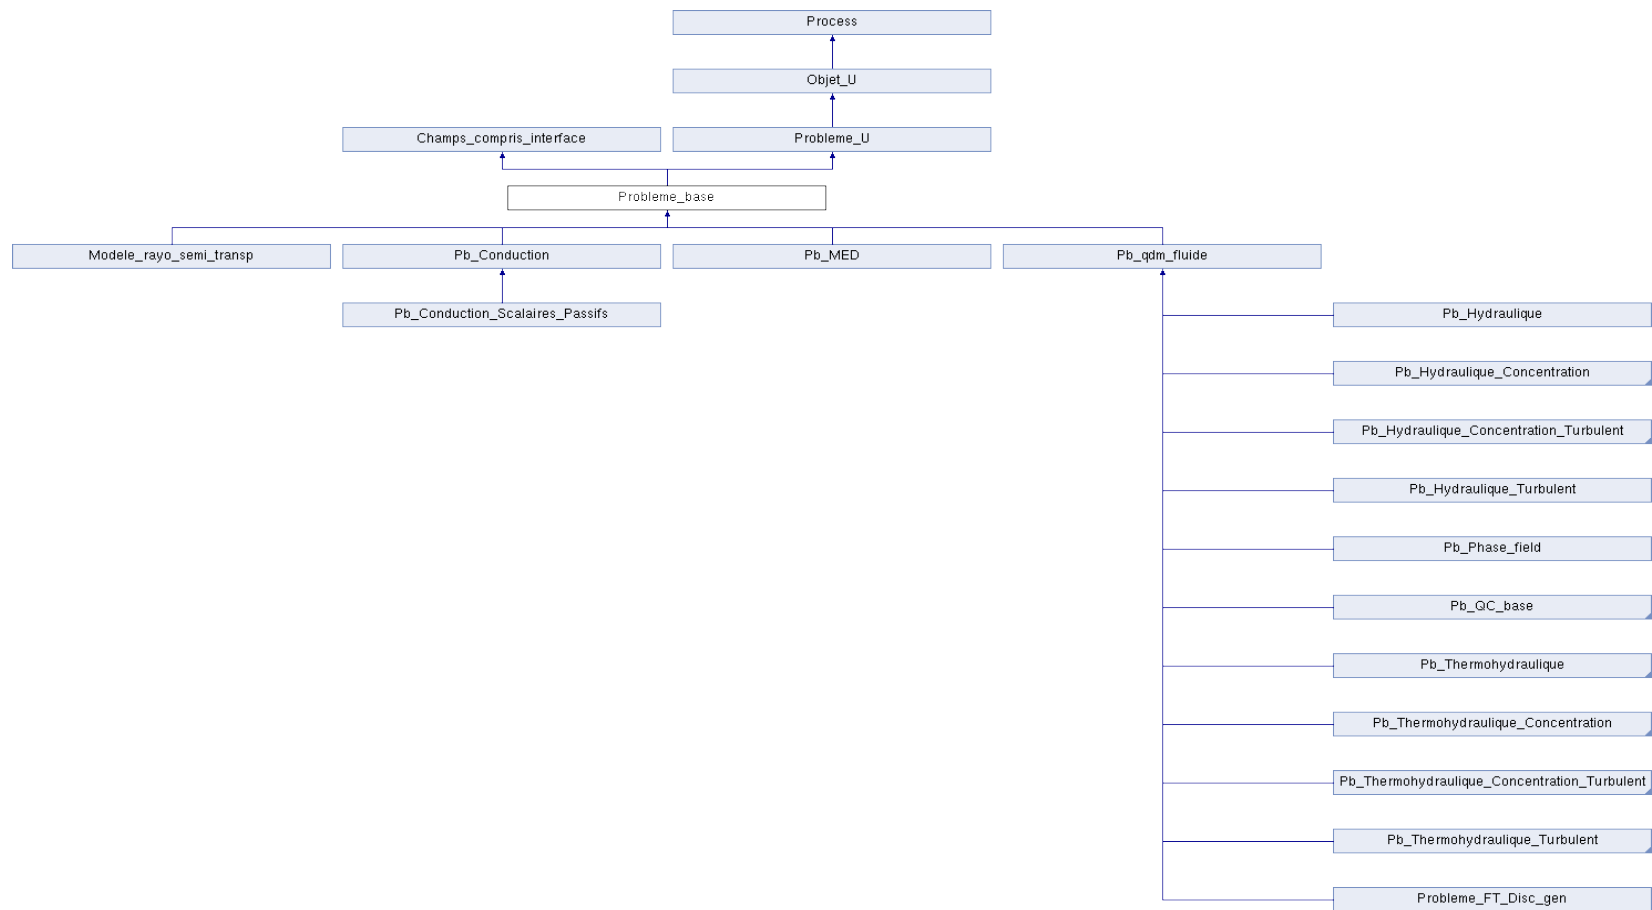 Process
Objet_U
Champs_compris_interface
Probleme_U
Probleme_base
Modele_rayo_semi_transp
Pb_Conduction
Pb_MED
Pb_qdm_fluide
Pb_Conduction_Scalaires_Passifs
Pb_Hydraulique
Pb_Hydraulique_Concentration
Pb_Hydraulique_Concentration_Turbulent
Pb_Hydraulique_Turbulent
Pb_Phase_field
Pb_QC_base
Pb_Thermohydraulique
Pb_Thermohydraulique_Concentration
Pb_Thermohydraulique_Concentration_Turbulent
Pb_Thermohydraulique_Turbulent
Probleme_FT_Disc_gen